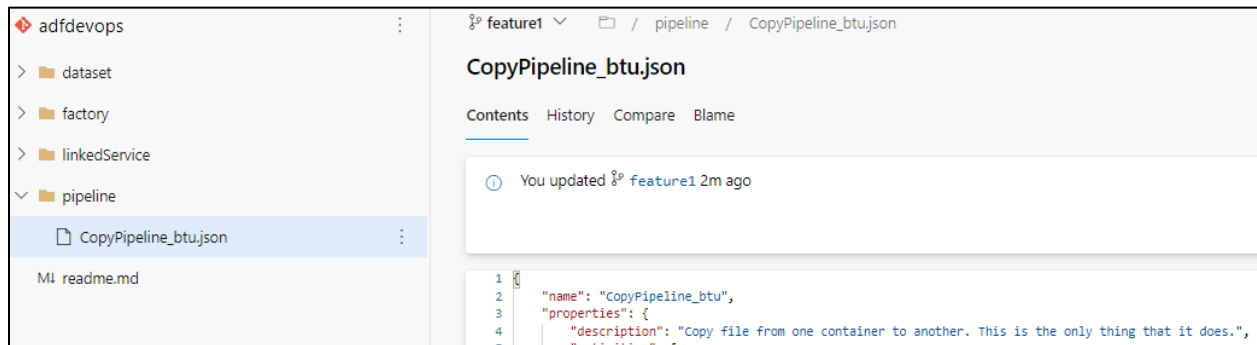 adfdevops
dataset
factory
linkedService
pipeline
CopyPipeline_btu.json
M↓ readme.md
feature1 / pipeline / CopyPipeline_btu.json
CopyPipeline_btu.json
Contents History Compare Blame
You updated feature1 2m ago
1 {
2 "name": "CopyPipeline_btu",
3 "properties": {
4 "description": "Copy file from one container to another. This is the only thing that it does.",